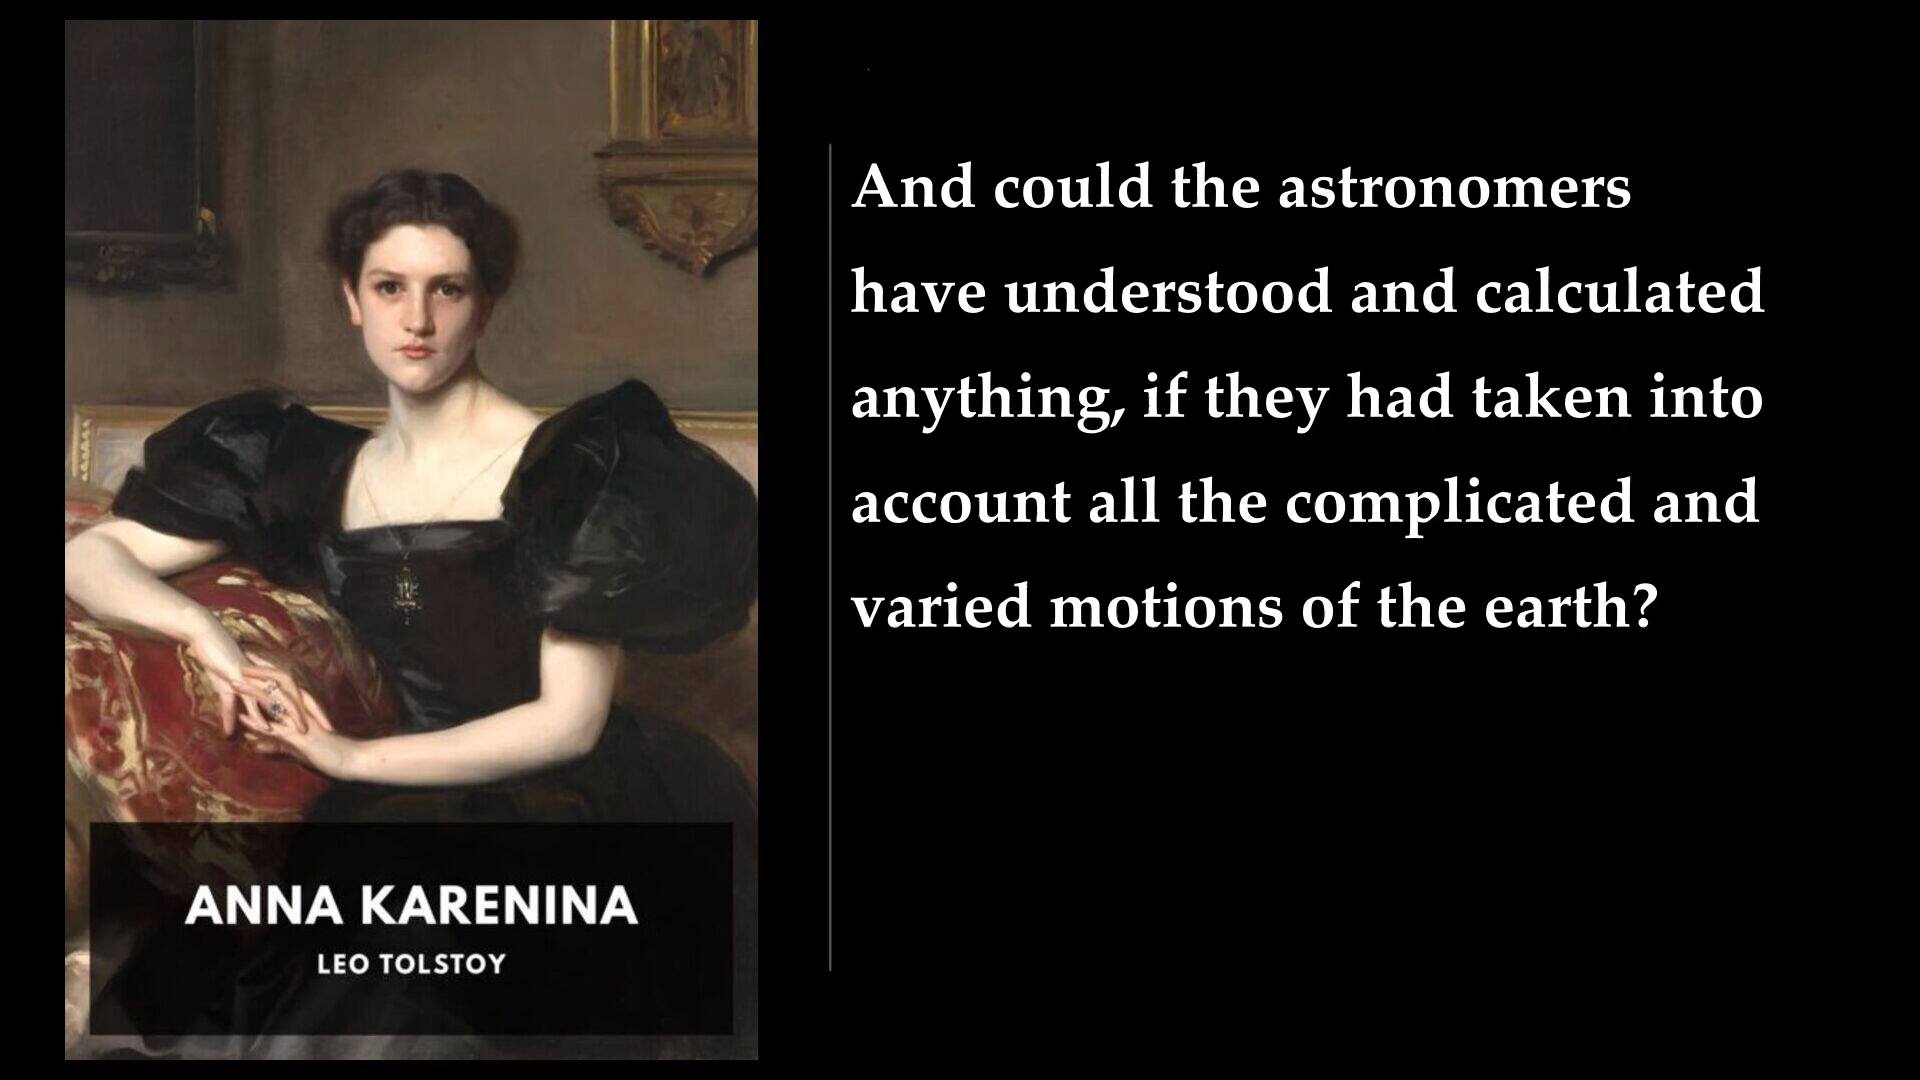 ANNA KARENINA
LEO TOLSTOY
And could the astronomers
have understood and calculated
anything, if they had taken into
account all the complicated and
varied motions of the earth?